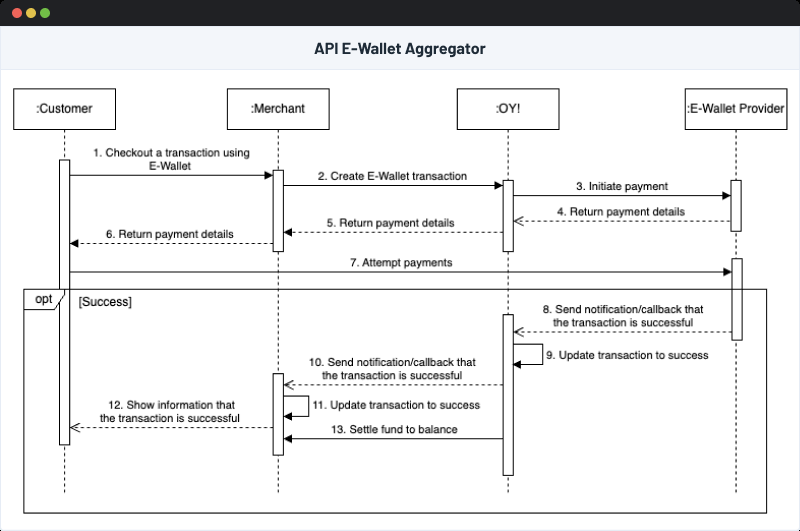 API E-Wallet Aggregator
:Customer
:Merchant
:OY!
:E-Wallet Provider
1. Checkout a transaction using
E-Wallet
2. Create E-Wallet transaction
3. Initiate payment
4. Return payment details
5. Return payment details
6. Return payment details
7. Attempt payments
opt
[Success]
8. Send notification/callback that
the transaction is successful
9. Update transaction to success
10. Send notification/callback that
the transaction is successful
11. Update transaction to success
12. Show information that
the transaction is successful
13. Settle fund to balance